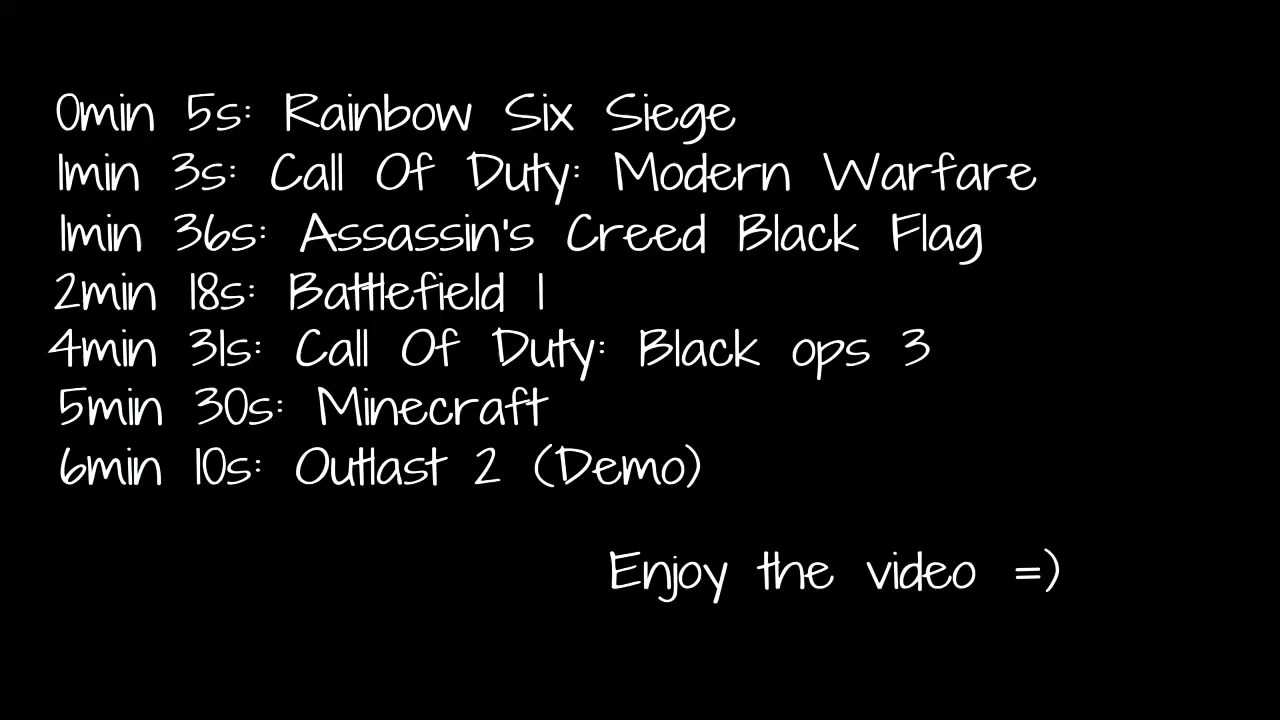 0min 5s: Rainbow Six Siege
1min 3s: Call Of Duty: Modern Warfare
1min 36s: Assassin's Creed Black Flag
2min 18s: Battlefield 1
4min 31s: Call Of Duty: Black ops 3
5min 30s: Minecraft
6min 10s: Outlast 2 (Demo)
Enjoy the video =)